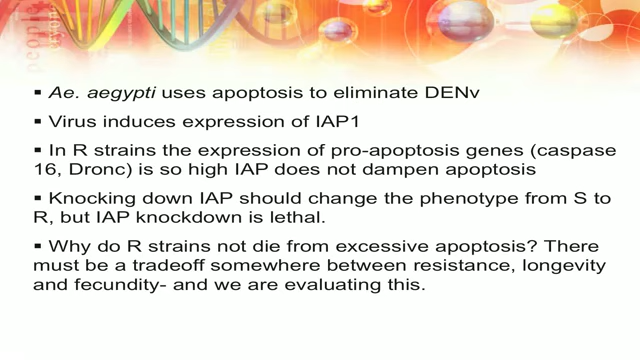 ▪ Ae. aegypti uses apoptosis to eliminate DENv
▪ Virus induces expression of IAP1
▪ In R strains the expression of pro-apoptosis genes (caspase
16, Dronc) is so high IAP does not dampen apoptosis
▪ Knocking down IAP should change the phenotype from S to
R, but IAP knockdown is lethal.
▪ Why do R strains not die from excessive apoptosis? There
must be a tradeoff somewhere between resistance, longevity
and fecundity- and we are evaluating this.